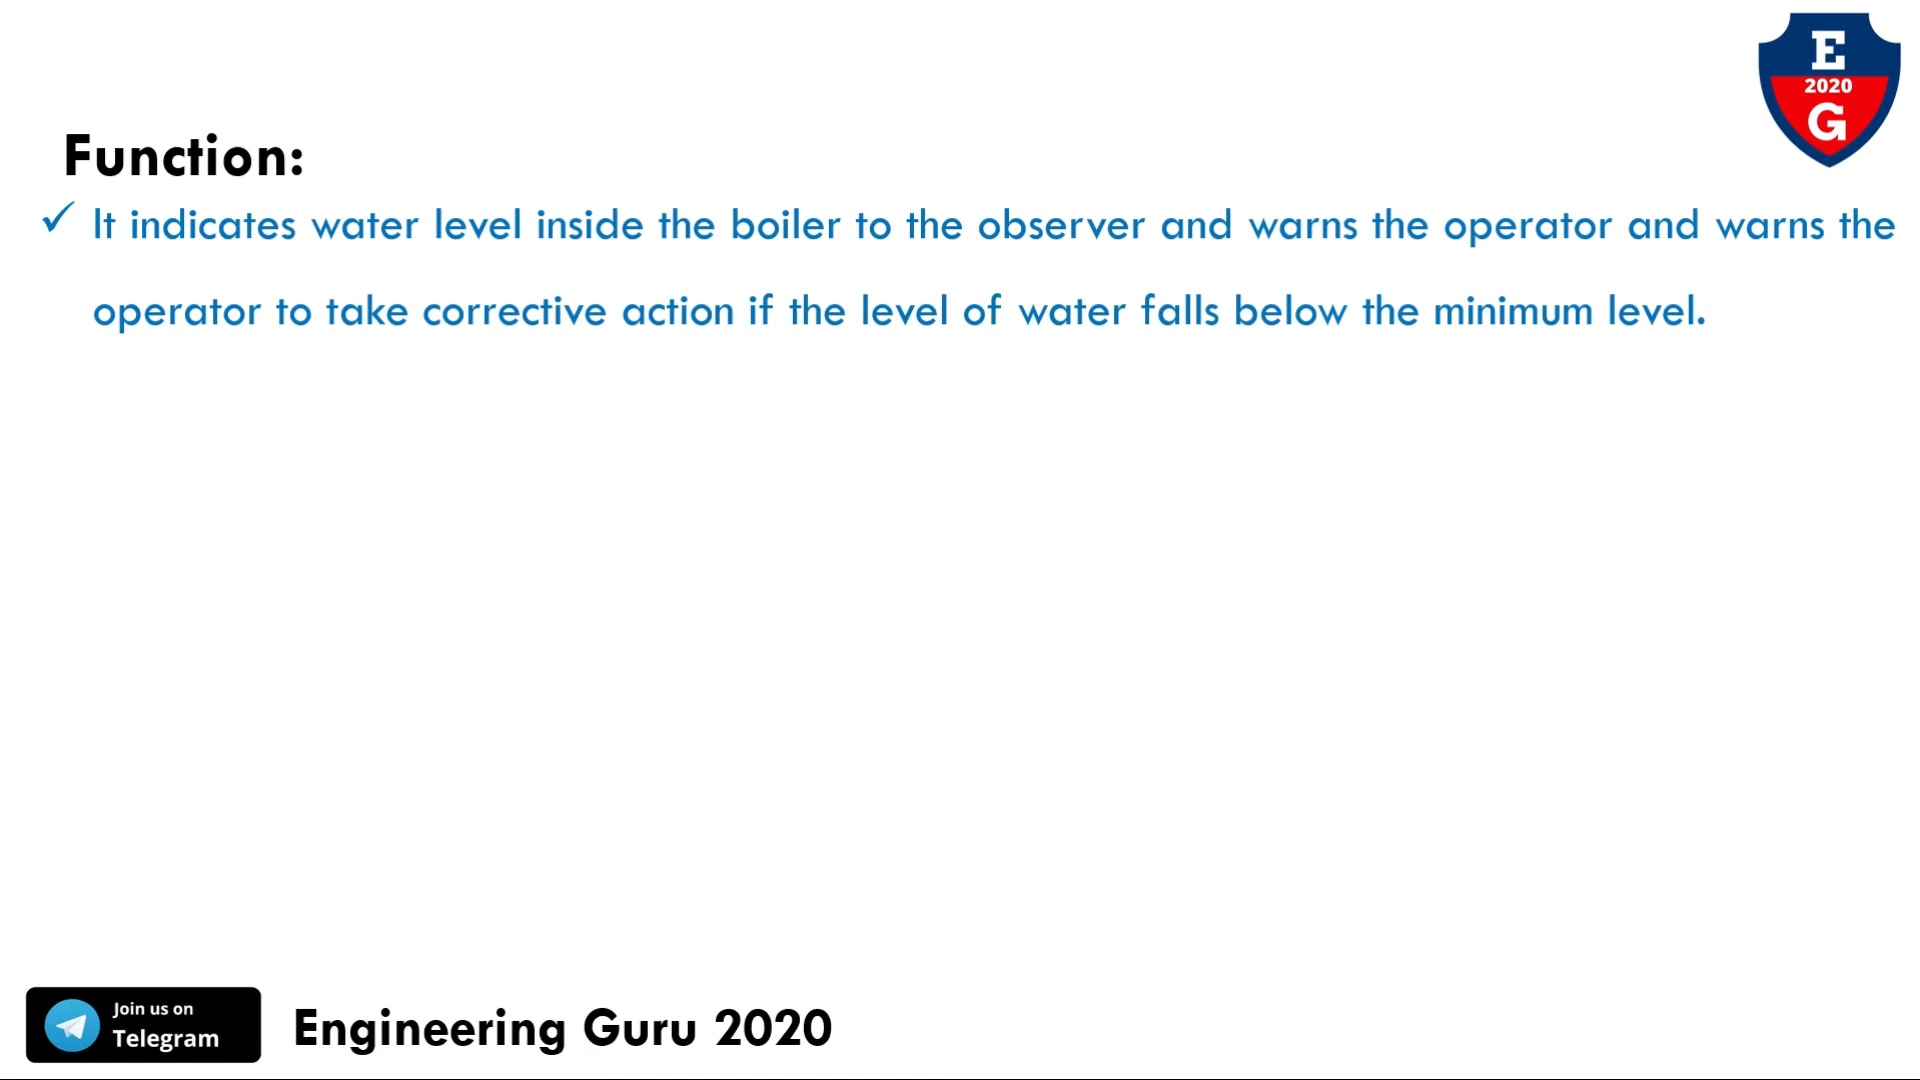 E
2020
G
Function:
✓ It indicates water level inside the boiler to the observer and warns the operator and warns the
operator to take corrective action if the level of water falls below the minimum level.
Join us on
Telegram
Engineering Guru 2020